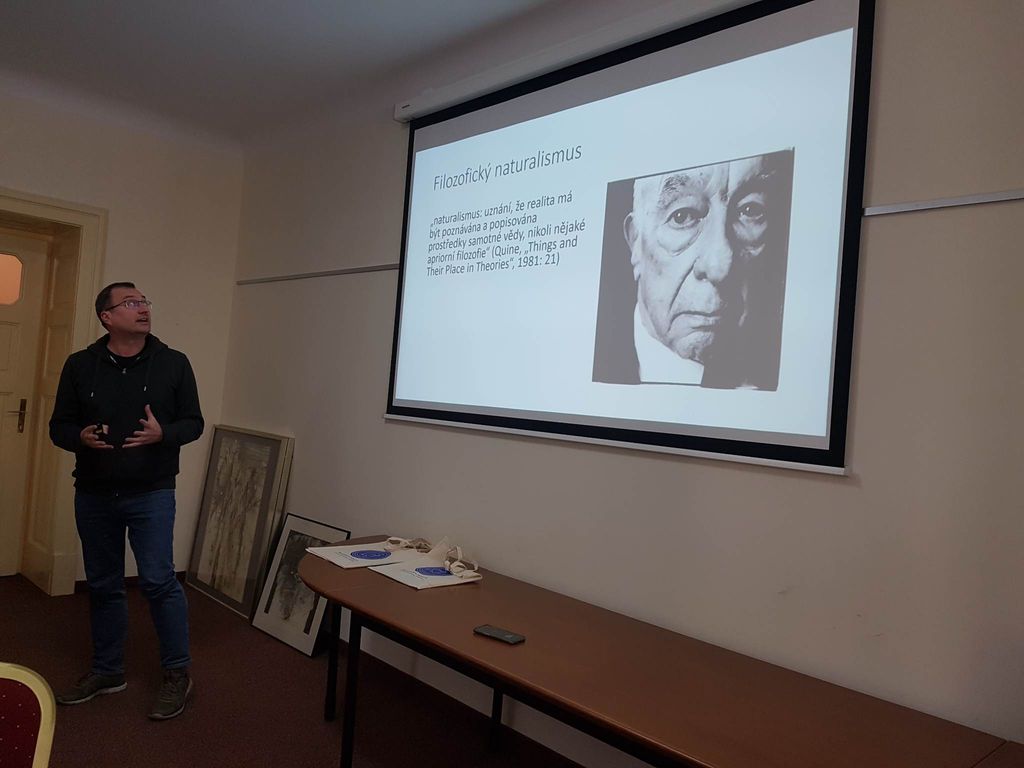 Filozofický naturalismus
„naturalismus: uznání, že realita má
být poznávána a popisována
prostředky samotné vědy, nikoli nějaké
apriorní filozofie“ (Quine, „Things and
Their Place in Theories“, 1981: 21)